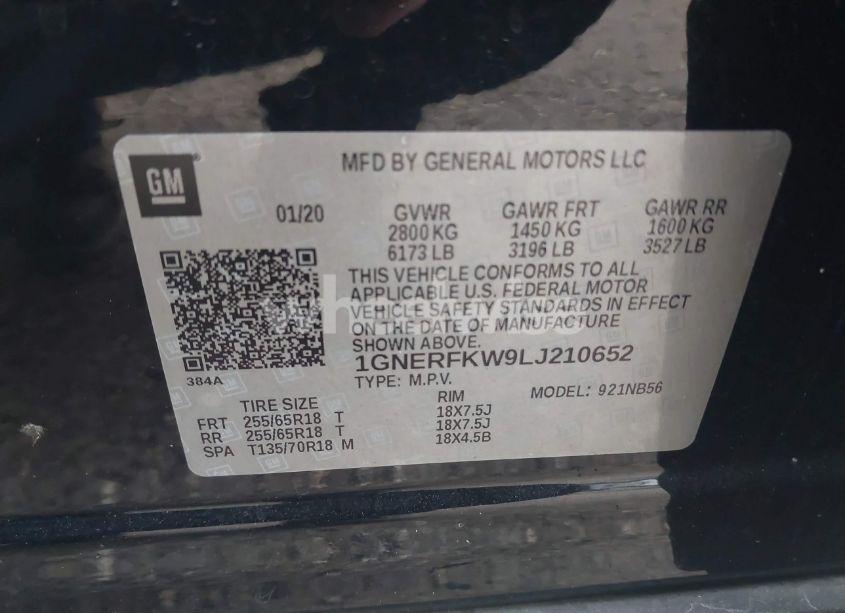 GM
MFD BY GENERAL MOTORS LLC
01/20 GVWR GAWR FRT GAWR RR
2800 KG 1450 KG 1600 KG
6173 LB 3196 LB 3527 LB
THIS VEHICLE CONFORMS TO ALL
APPLICABLE U.S. FEDERAL MOTOR
VEHICLE SAFETY STANDARDS IN EFFECT
ON THE DATE OF MANUFACTURE
SHOWN ABOVE.
1GNERFKW9LJ210652
384A
TYPE: M.P.V. MODEL: 921NB56
TIRE SIZE RIM
FRT 255/65R18 T 18X7.5J
RR 255/65R18 T 18X7.5J
SPA T135/70R18 M 18X4.5B